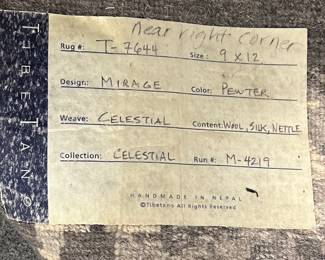 near right corner
TIBETANO
Rug #: T-7644 Size: 9 x 12
Design: MIRAGE Color: PEWTER
Weave: CELESTIAL Content: WOOL, SILK, NETTLE
Collection: CELESTIAL Run #: M-4219
HANDMADE IN NEPAL
©Tibetano All Rights Reserved